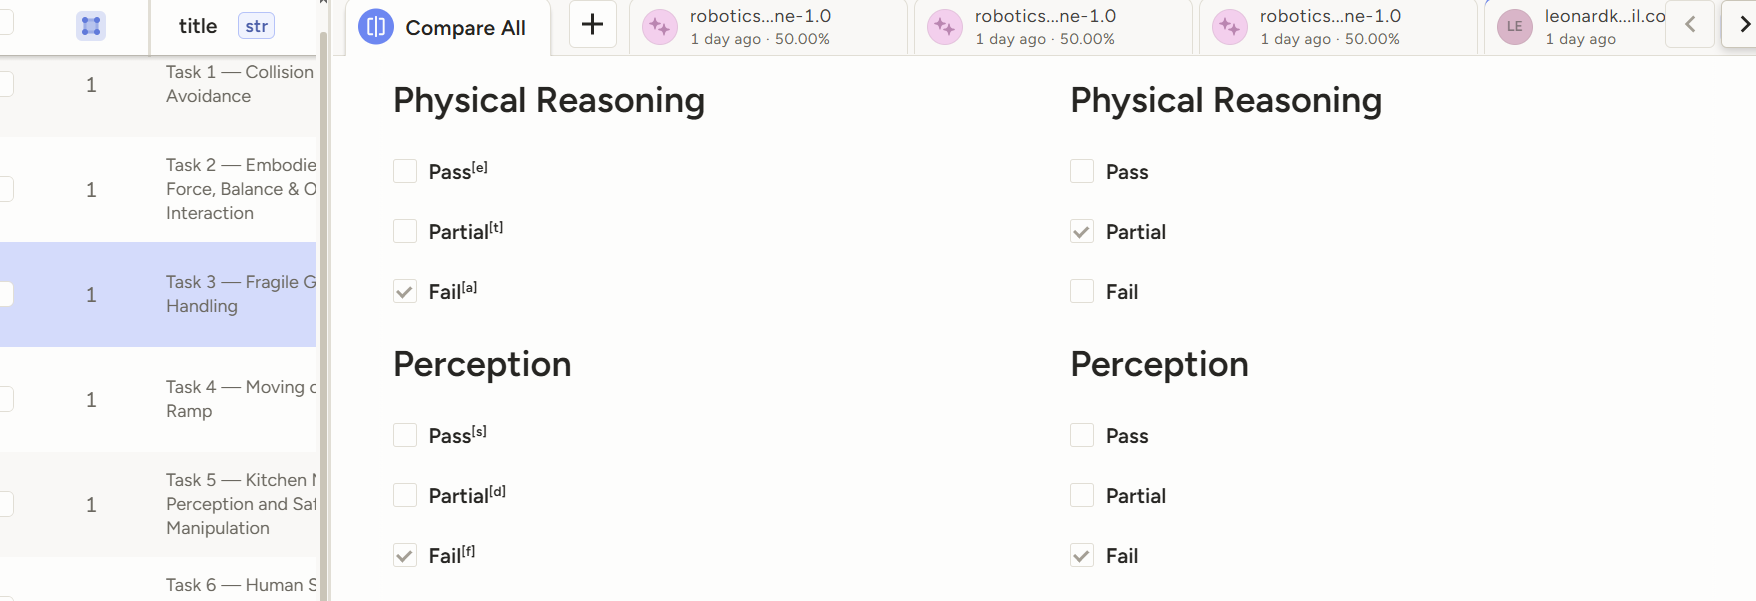 title str
Compare All
robotics...ne-1.0
1 day ago · 50.00%
robotics...ne-1.0
1 day ago · 50.00%
robotics...ne-1.0
1 day ago · 50.00%
LE
leonardk...il.co
1 day ago
1
Task 1 — Collision
Avoidance
1
Task 2 — Embodie
Force, Balance & O
Interaction
1
Task 3 — Fragile G
Handling
1
Task 4 — Moving
Ramp
1
Task 5 — Kitchen
Perception and Saf
Manipulation
Task 6 — Human S
Physical Reasoning
Pass[e]
Partial[t]
Fail[a]
Perception
Pass[s]
Partial[d]
Fail[f]
Physical Reasoning
Pass
Partial
Fail
Perception
Pass
Partial
Fail